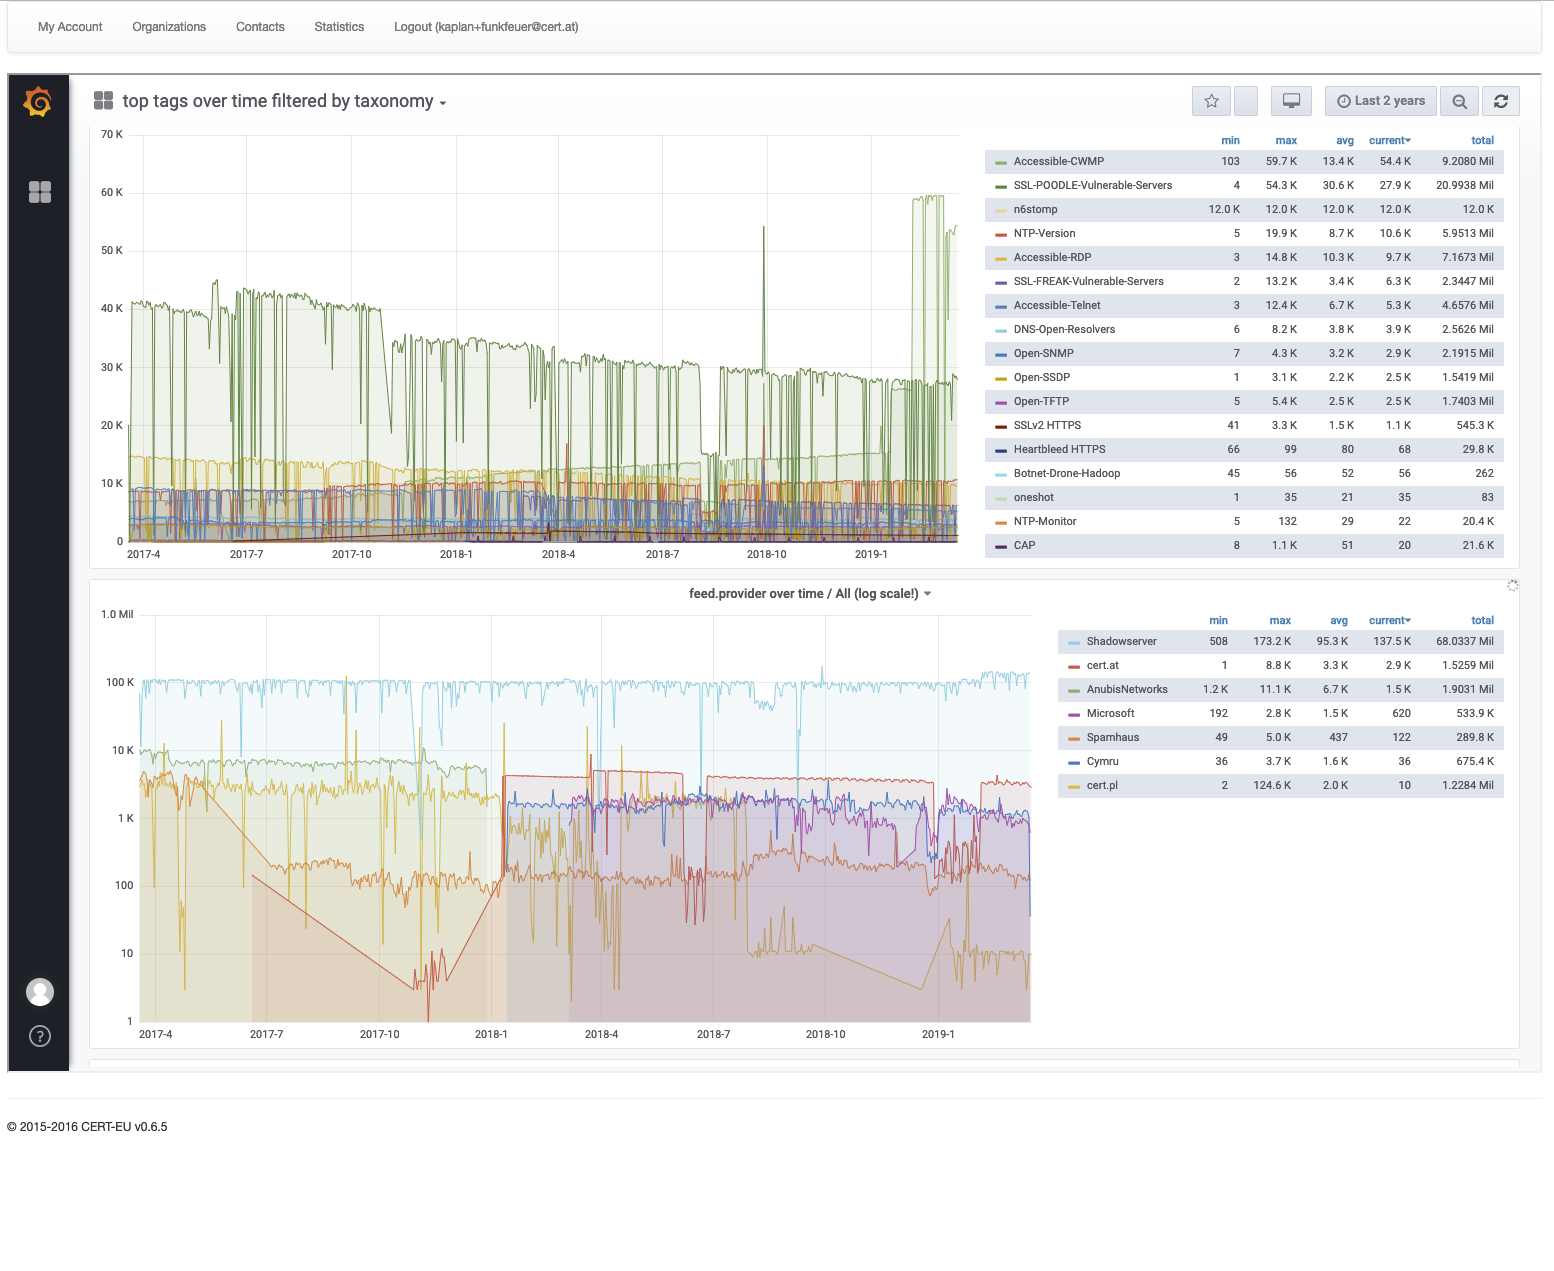 My Account Organizations Contacts Statistics Logout (kaplan+funkfeuer@cert.at)
top tags over time filtered by taxonomy
Last 2 years
70 K
60 K
50 K
40 K
30 K
20 K
10 K
0
2017-4 2017-7 2017-10 2018-1 2018-4 2018-7 2018-10 2019-1
min max avg current total
Accessible-CWMP 103 59.7 K 13.4 K 54.4 K 9.2080 Mil
SSL-POODLE-Vulnerable-Servers 4 54.3 K 30.6 K 27.9 K 20.9938 Mil
n6stomp 12.0 K 12.0 K 12.0 K 12.0 K 12.0 K
NTP-Version 5 19.9 K 8.7 K 10.6 K 5.9513 Mil
Accessible-RDP 3 14.8 K 10.3 K 9.7 K 7.1673 Mil
SSL-FREAK-Vulnerable-Servers 2 13.2 K 3.4 K 6.3 K 2.3447 Mil
Accessible-Telnet 3 12.4 K 6.7 K 5.3 K 4.6576 Mil
DNS-Open-Resolvers 6 8.2 K 3.8 K 3.9 K 2.5626 Mil
Open-SNMP 7 4.3 K 3.2 K 2.9 K 2.1915 Mil
Open-SSDP 1 3.1 K 2.2 K 2.5 K 1.5419 Mil
Open-TFTP 5 5.4 K 2.5 K 2.5 K 1.7403 Mil
SSLv2 HTTPS 41 3.3 K 1.5 K 1.1 K 545.3 K
Heartbleed HTTPS 66 99 80 68 29.8 K
Botnet-Drone-Hadoop 45 56 52 56 262
oneshot 1 35 21 35 83
NTP-Monitor 5 132 29 22 20.4 K
CAP 8 1.1 K 51 20 21.6 K
feed.provider over time / All (log scale!)
1.0 Mil
100 K
10 K
1 K
100
10
1
2017-4 2017-7 2017-10 2018-1 2018-4 2018-7 2018-10 2019-1
min max avg current total
Shadowserver 508 173.2 K 95.3 K 137.5 K 68.0337 Mil
cert.at 1 8.8 K 3.3 K 2.9 K 1.5259 Mil
AnubisNetworks 1.2 K 11.1 K 6.7 K 1.5 K 1.9031 Mil
Microsoft 192 2.8 K 1.5 K 620 533.9 K
Spamhaus 49 5.0 K 437 122 289.8 K
Cymru 36 3.7 K 1.6 K 36 675.4 K
cert.pl 2 124.6 K 2.0 K 10 1.2284 Mil
?
© 2015-2016 CERT-EU v0.6.5